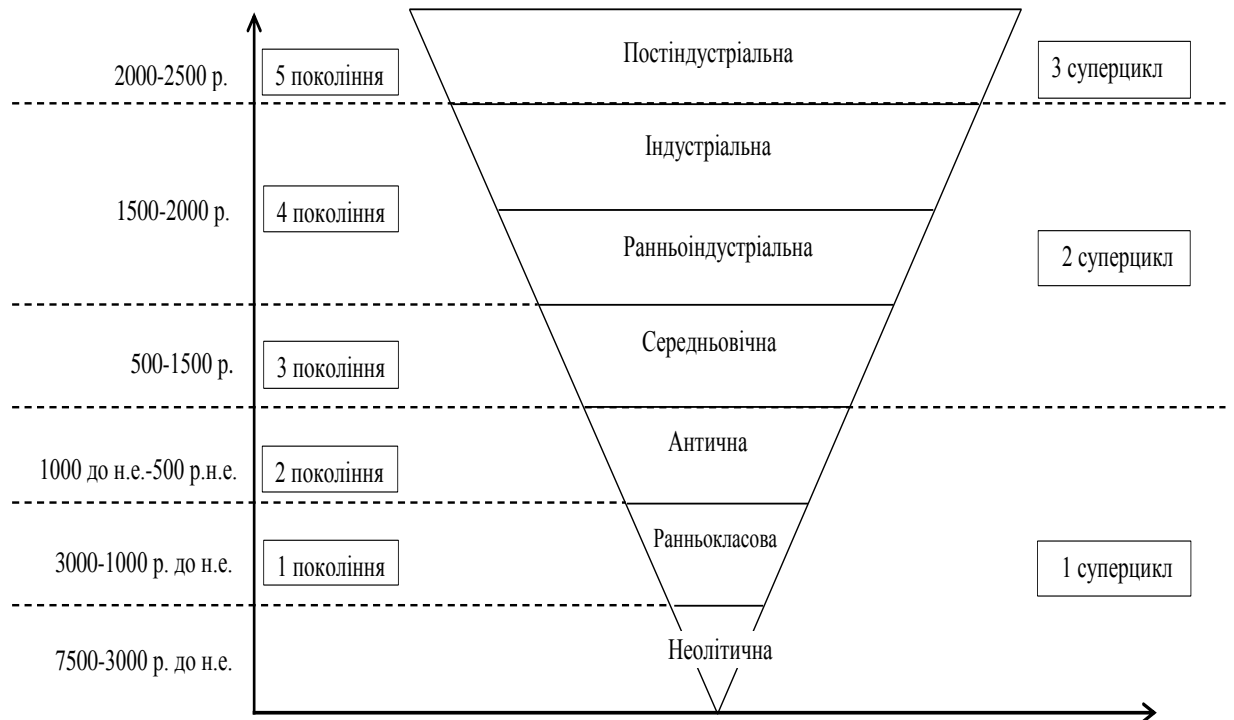 Постіндустріальна
2000-2500 р.
5 покоління
3 суперцикл
Індустріальна
1500-2000 р.
4 покоління
Ранньоіндустріальна
2 суперцикл
Середньовічна
500-1500 р.
3 покоління
Антична
1000 до н.е.-500 р.н.е.
2 покоління
Ранньокласова
3000-1000 р. до н.е.
1 покоління
1 суперцикл
Неолітична
7500-3000 р. до н.е.